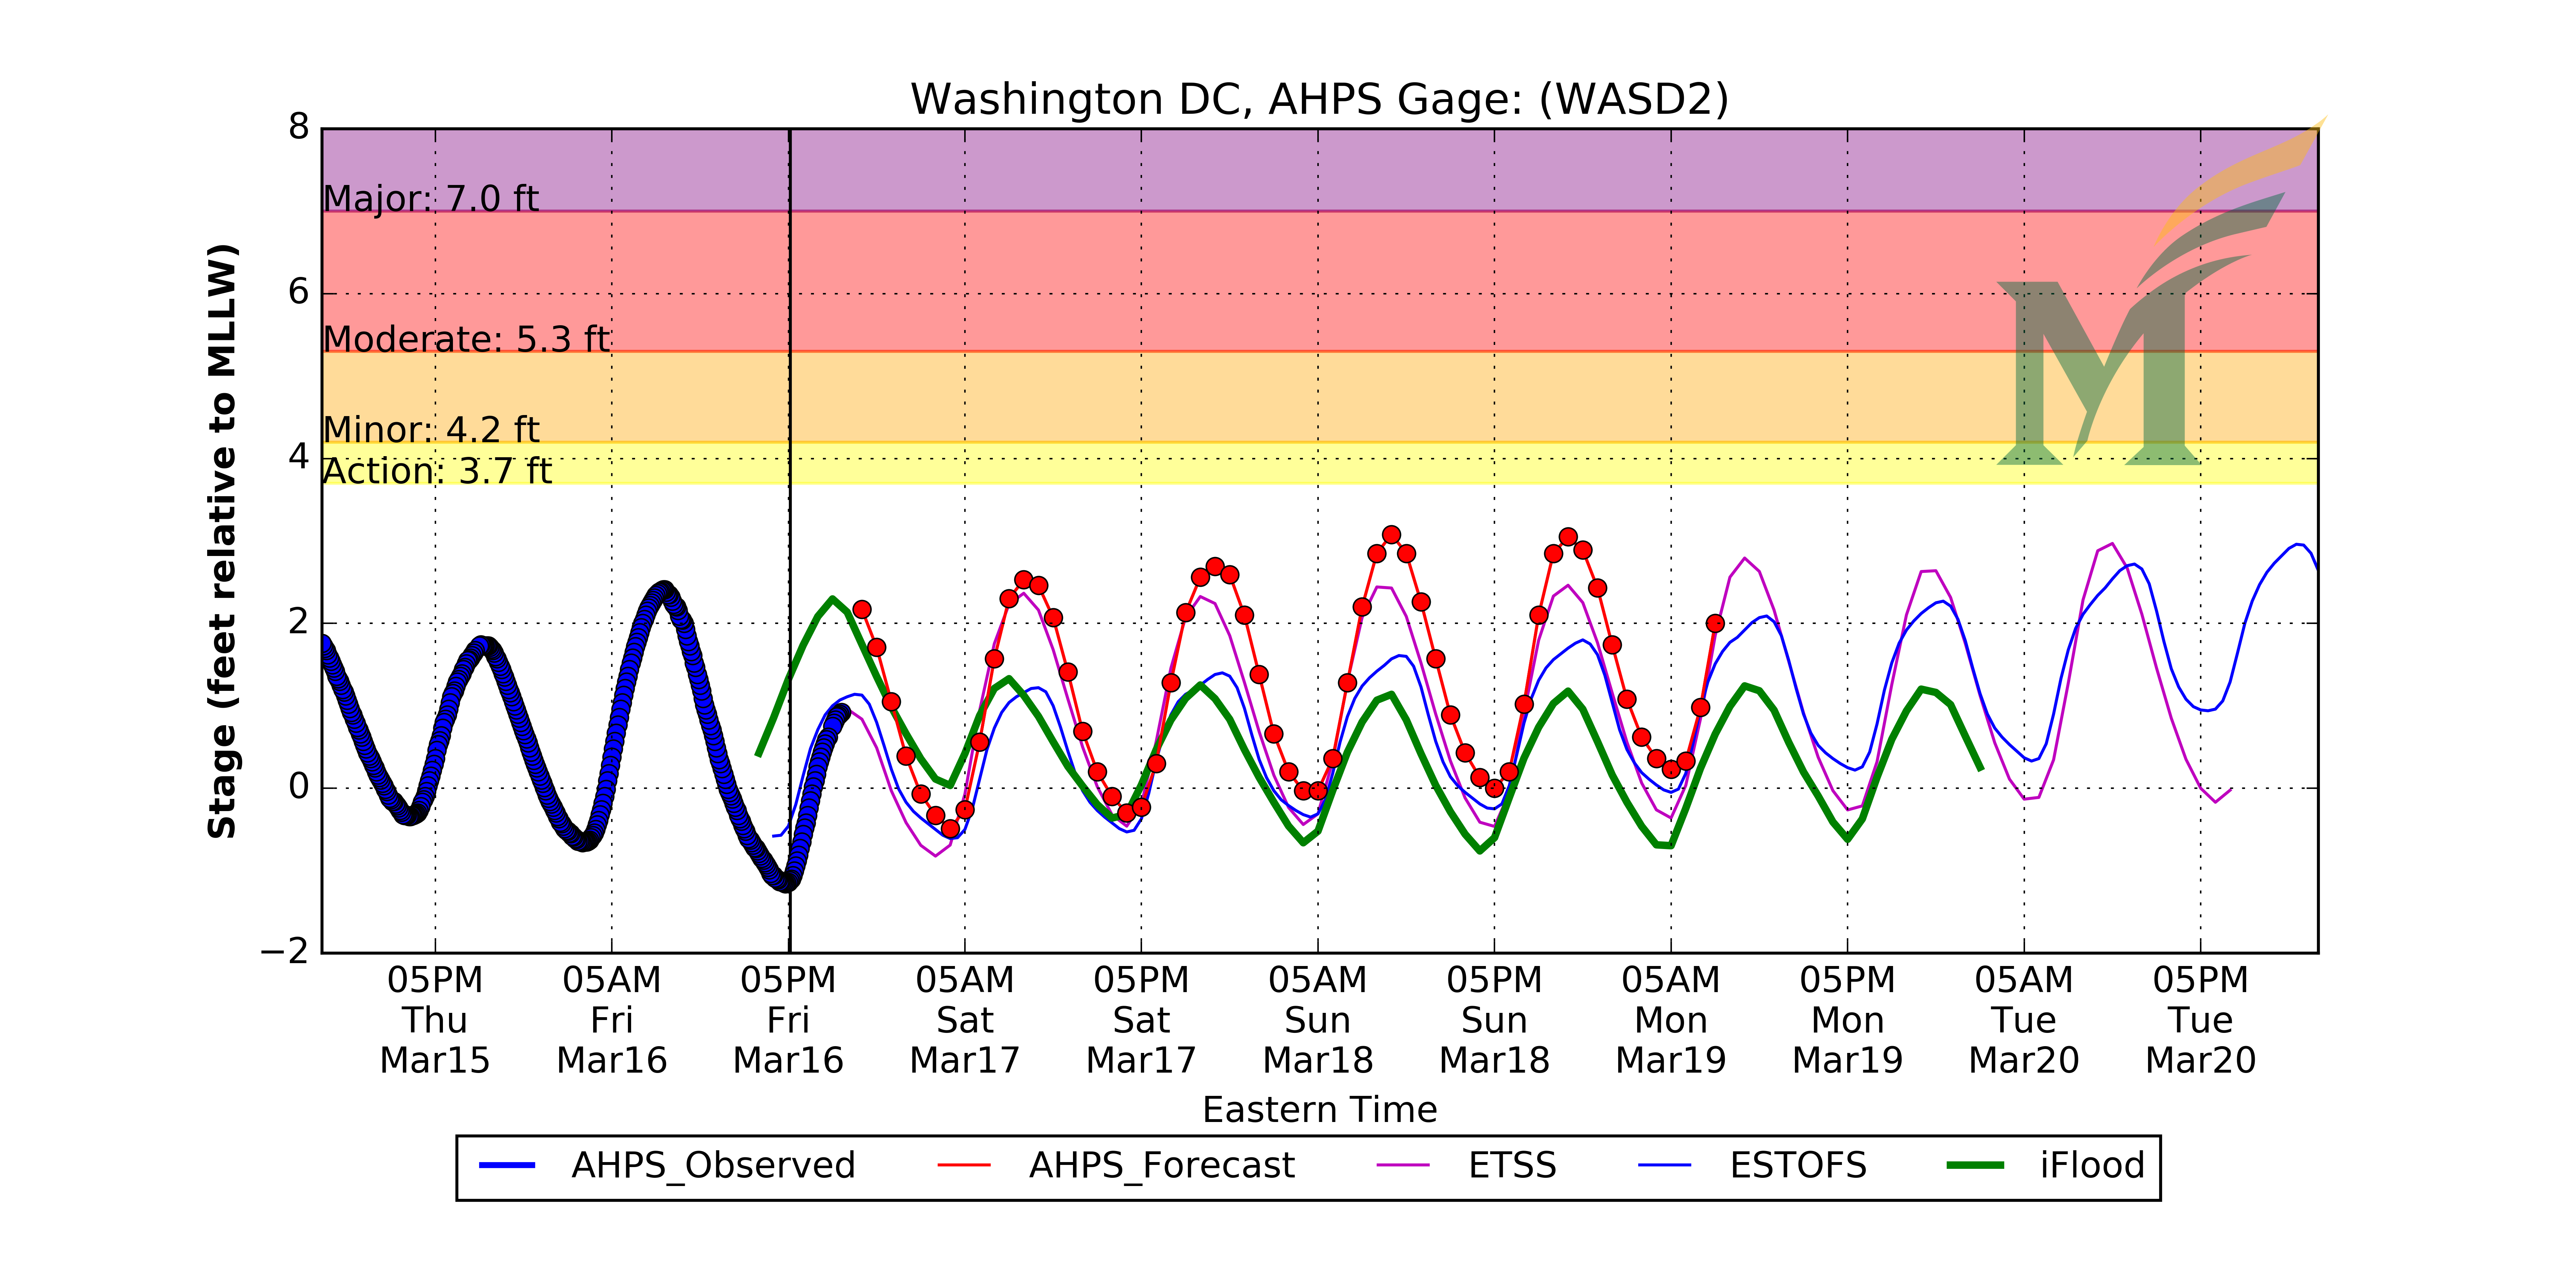 Washington DC, AHPS Gage: (WASD2)
Stage (feet relative to MLLW)
8
6
4
2
0
−2
Major: 7.0 ft
Moderate: 5.3 ft
Minor: 4.2 ft
Action: 3.7 ft
05PM 05AM 05PM 05AM 05PM 05AM 05PM 05AM 05PM 05AM 05PM
Thu Fri Fri Sat Sat Sun Sun Mon Mon Tue Tue
Mar15 Mar16 Mar16 Mar17 Mar17 Mar18 Mar18 Mar19 Mar19 Mar20 Mar20
Eastern Time
AHPS_Observed AHPS_Forecast ETSS ESTOFS iFlood
M